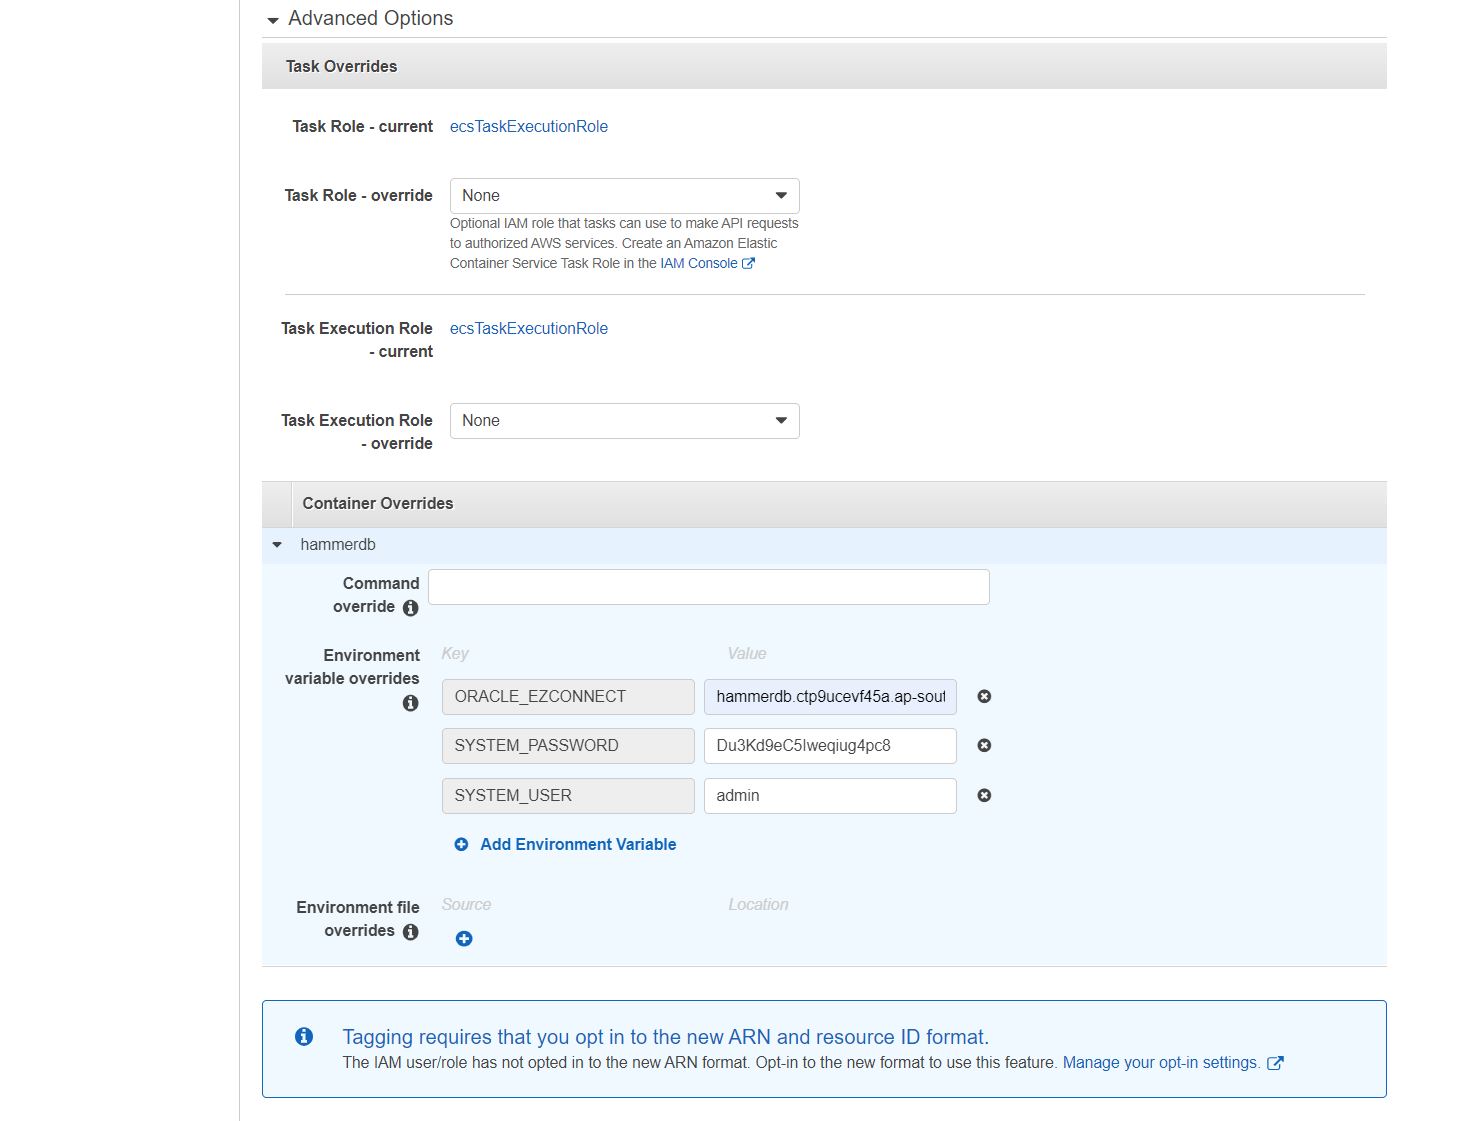 Advanced Options
Task Overrides
Task Role - current ecsTaskExecutionRole
Task Role - override None
Optional IAM role that tasks can use to make API requests
to authorized AWS services. Create an Amazon Elastic
Container Service Task Role in the IAM Console
Task Execution Role ecsTaskExecutionRole
- current
Task Execution Role None
- override
Container Overrides
hammerdb
Command
override
Environment Key Value
variable overrides
ORACLE_EZCONNECT hammerdb.ctp9ucevf45a.ap-sout
SYSTEM_PASSWORD Du3Kd9eC5lweqiug4pc8
SYSTEM_USER admin
Add Environment Variable
Environment file Source Location
overrides
Tagging requires that you opt in to the new ARN and resource ID format.
The IAM user/role has not opted in to the new ARN format. Opt-in to the new format to use this feature. Manage your opt-in settings.